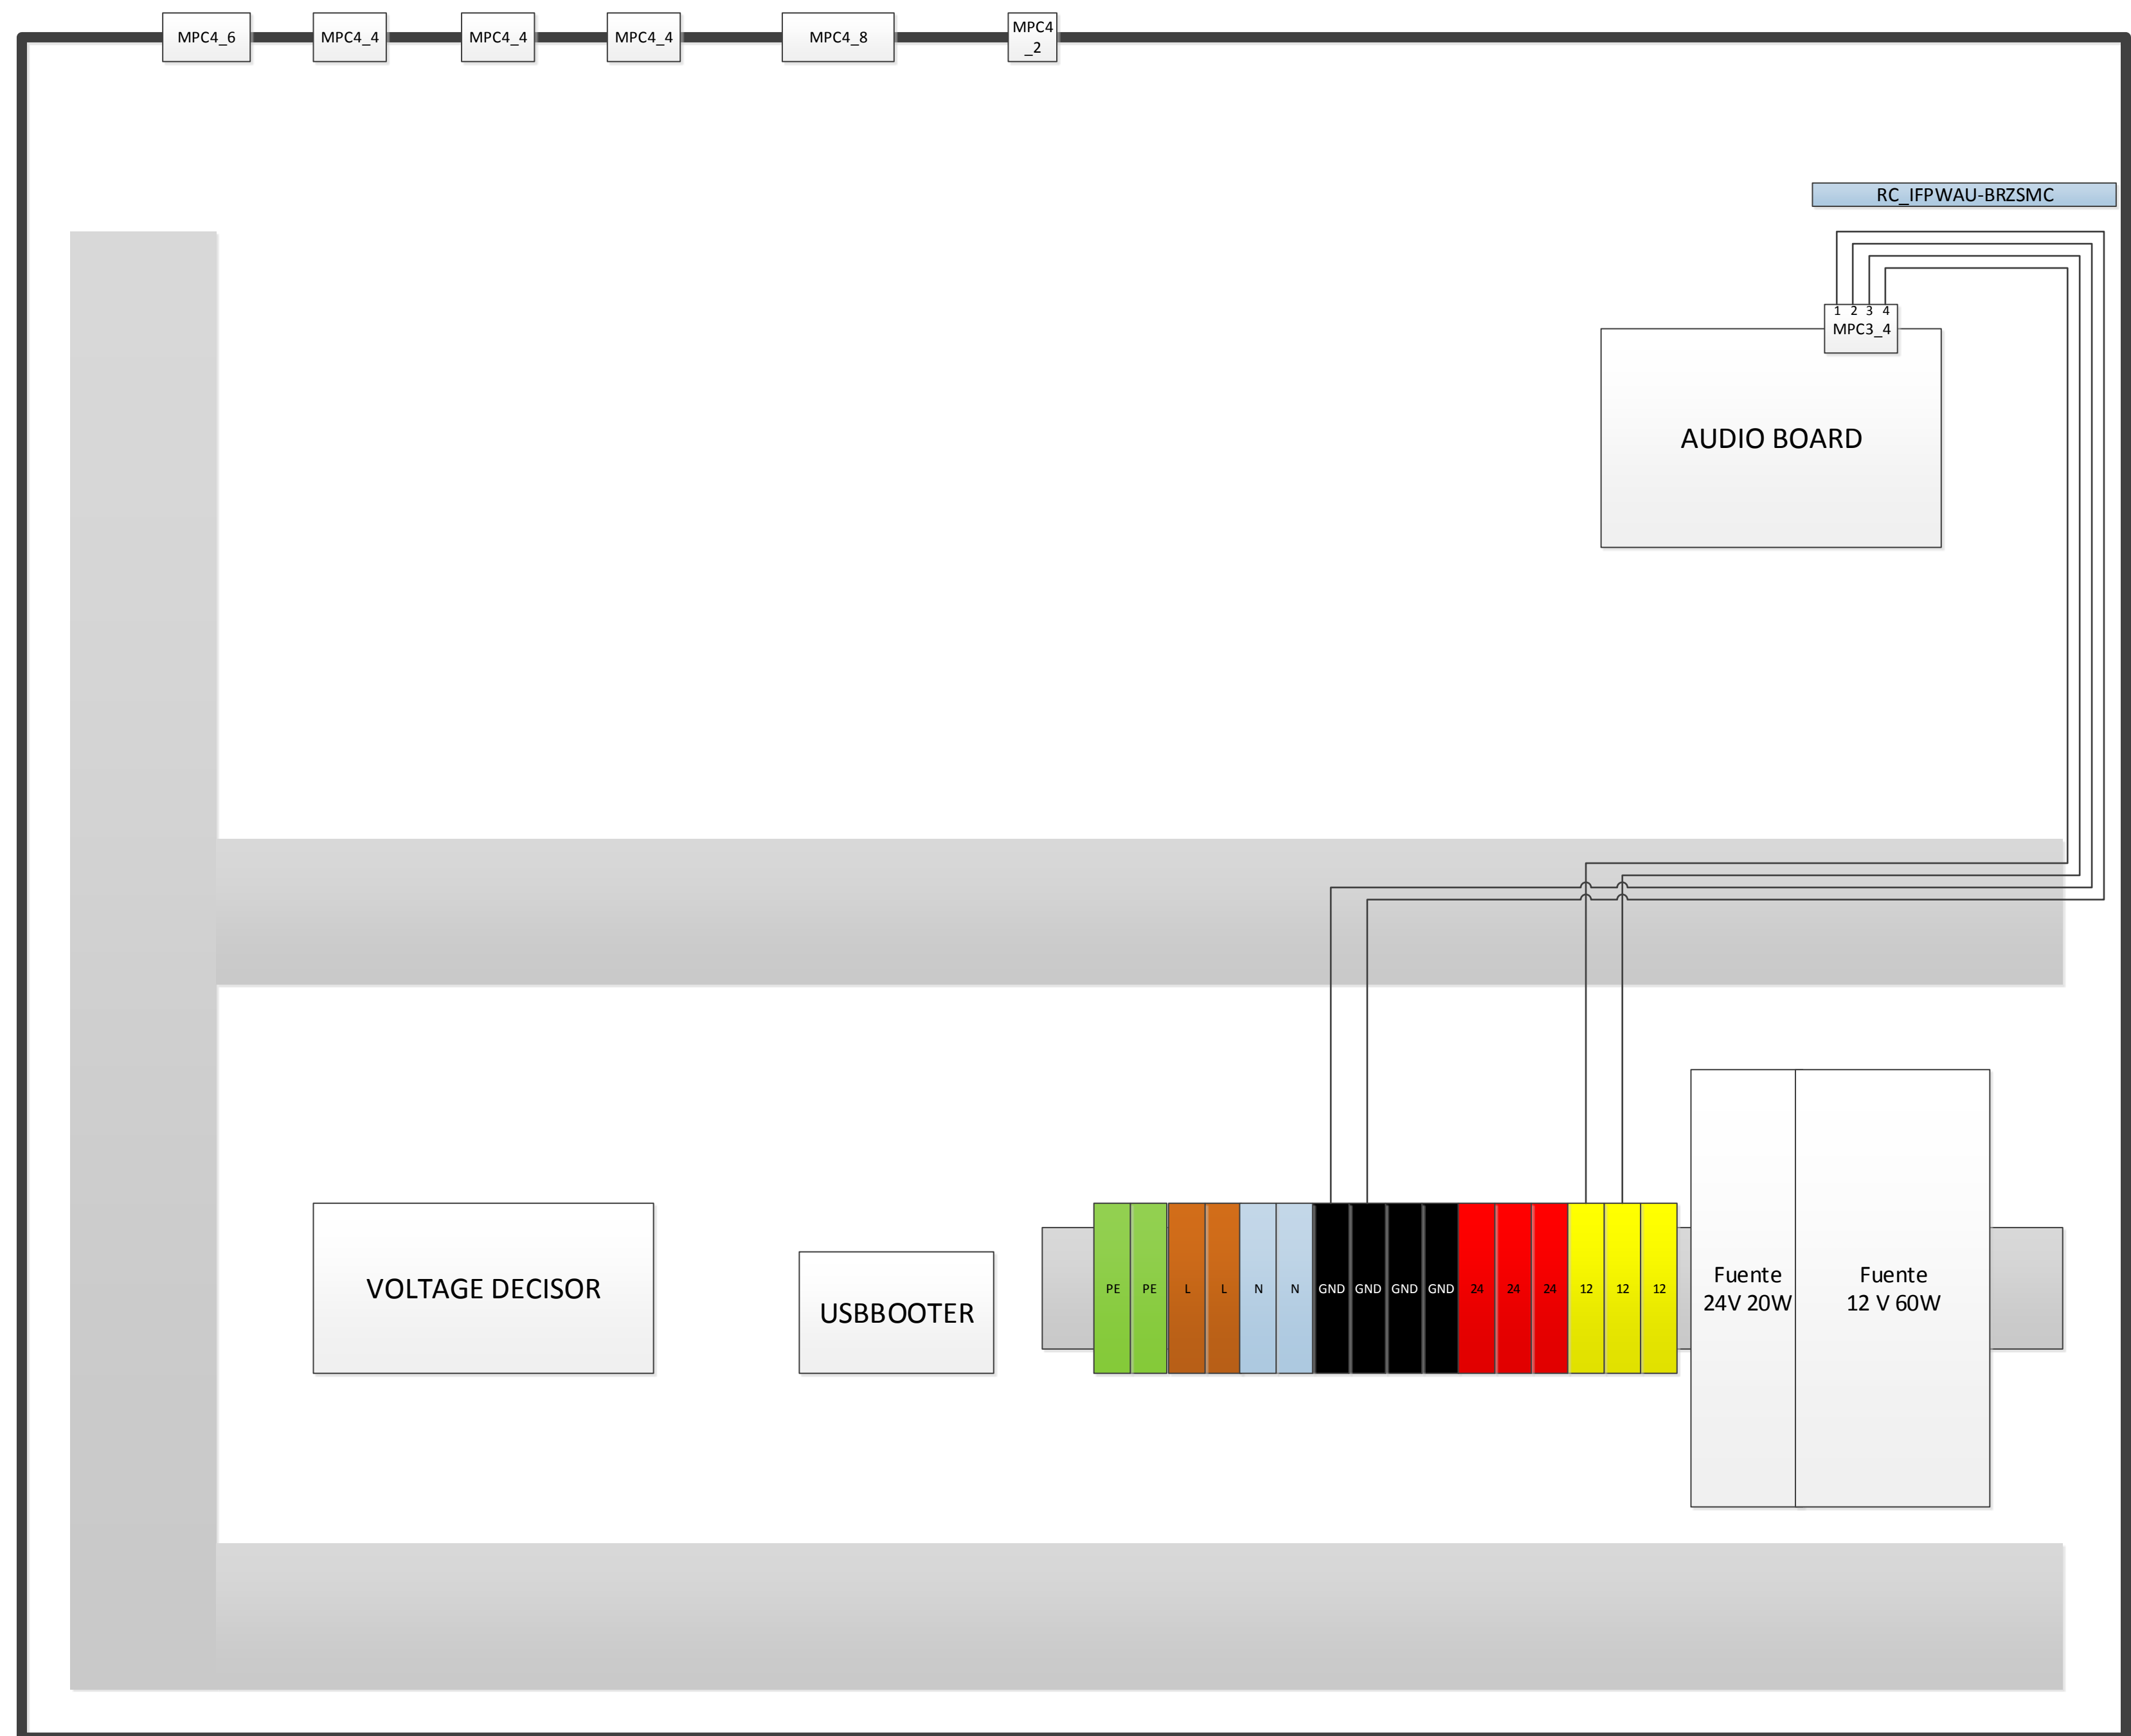 MPC4_6
MPC4_4
MPC4_4
MPC4_4
MPC4_8
MPC4
_2
RC_IFPWAU-BRZSMC
1 2 3 4
MPC3_4
AUDIO BOARD
VOLTAGE DECISOR
USBBOOTER
PE PE L L N N GND GND GND GND 24 24 24 12 12 12
Fuente
24V 20W
Fuente
12 V 60W